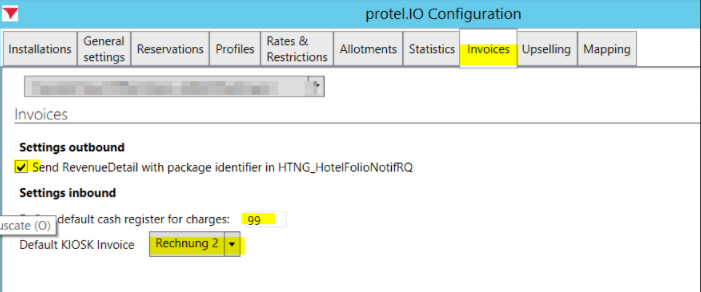 protel.IO Configuration
Installations General settings Reservations Profiles Rates & Restrictions Allotments Statistics Invoices Upselling Mapping
Invoices
Settings outbound
Send RevenueDetail with package identifier in HTNG_HotelFolioNotifRQ
Settings inbound
default cash register for charges: 99
uscate (O)
Default KIOSK Invoice Rechnung 2